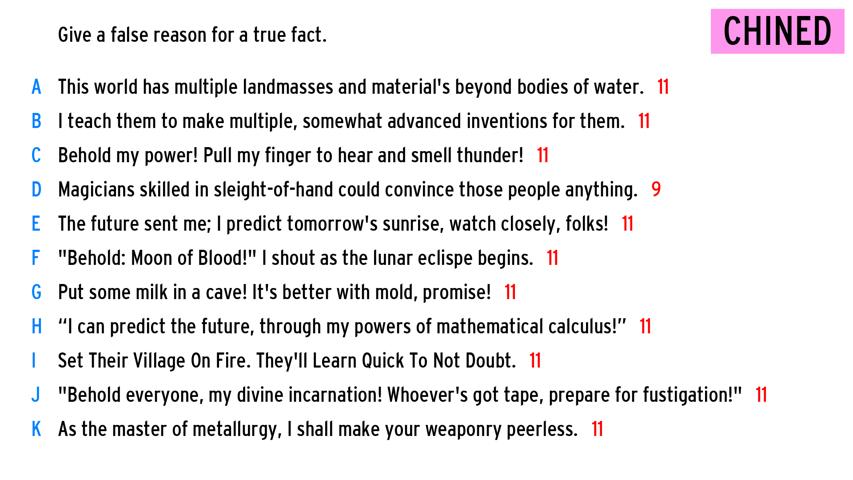 Give a false reason for a true fact.
CHINED
A This world has multiple landmasses and material's beyond bodies of water. 11
B I teach them to make multiple, somewhat advanced inventions for them. 11
C Behold my power! Pull my finger to hear and smell thunder! 11
D Magicians skilled in sleight-of-hand could convince those people anything. 9
E The future sent me; I predict tomorrow's sunrise, watch closely, folks! 11
F "Behold: Moon of Blood!" I shout as the lunar eclispe begins. 11
G Put some milk in a cave! It's better with mold, promise! 11
H “I can predict the future, through my powers of mathematical calculus!” 11
I Set Their Village On Fire. They'll Learn Quick To Not Doubt. 11
J "Behold everyone, my divine incarnation! Whoever's got tape, prepare for fustigation!" 11
K As the master of metallurgy, I shall make your weaponry peerless. 11